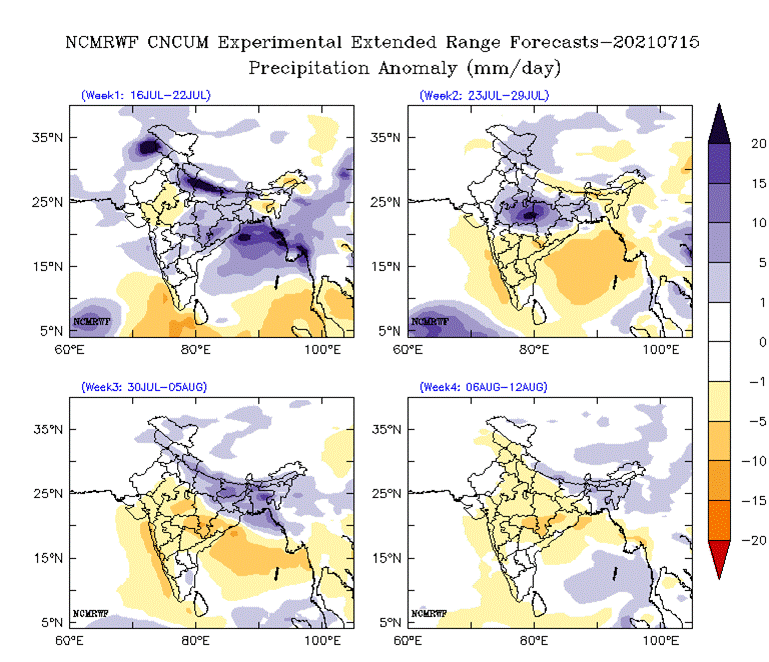 NCMRWF CNCUM Experimental Extended Range Forecasts-20210715
Precipitation Anomaly (mm/day)
(Week1: 16JUL-22JUL)
35°N
25°N
15°N
5°N
NCMRWF
60°E
80°E
100°E
(Week2: 23JUL-29JUL)
35°N
25°N
15°N
5°N
NCMRWF
60°E
80°E
100°E
(Week3: 30JUL-05AUG)
35°N
25°N
15°N
5°N
NCMRWF
60°E
80°E
100°E
(Week4: 06AUG-12AUG)
35°N
25°N
15°N
5°N
NCMRWF
60°E
80°E
100°E
20
15
10
5
1
0
-1
-5
-10
-15
-20